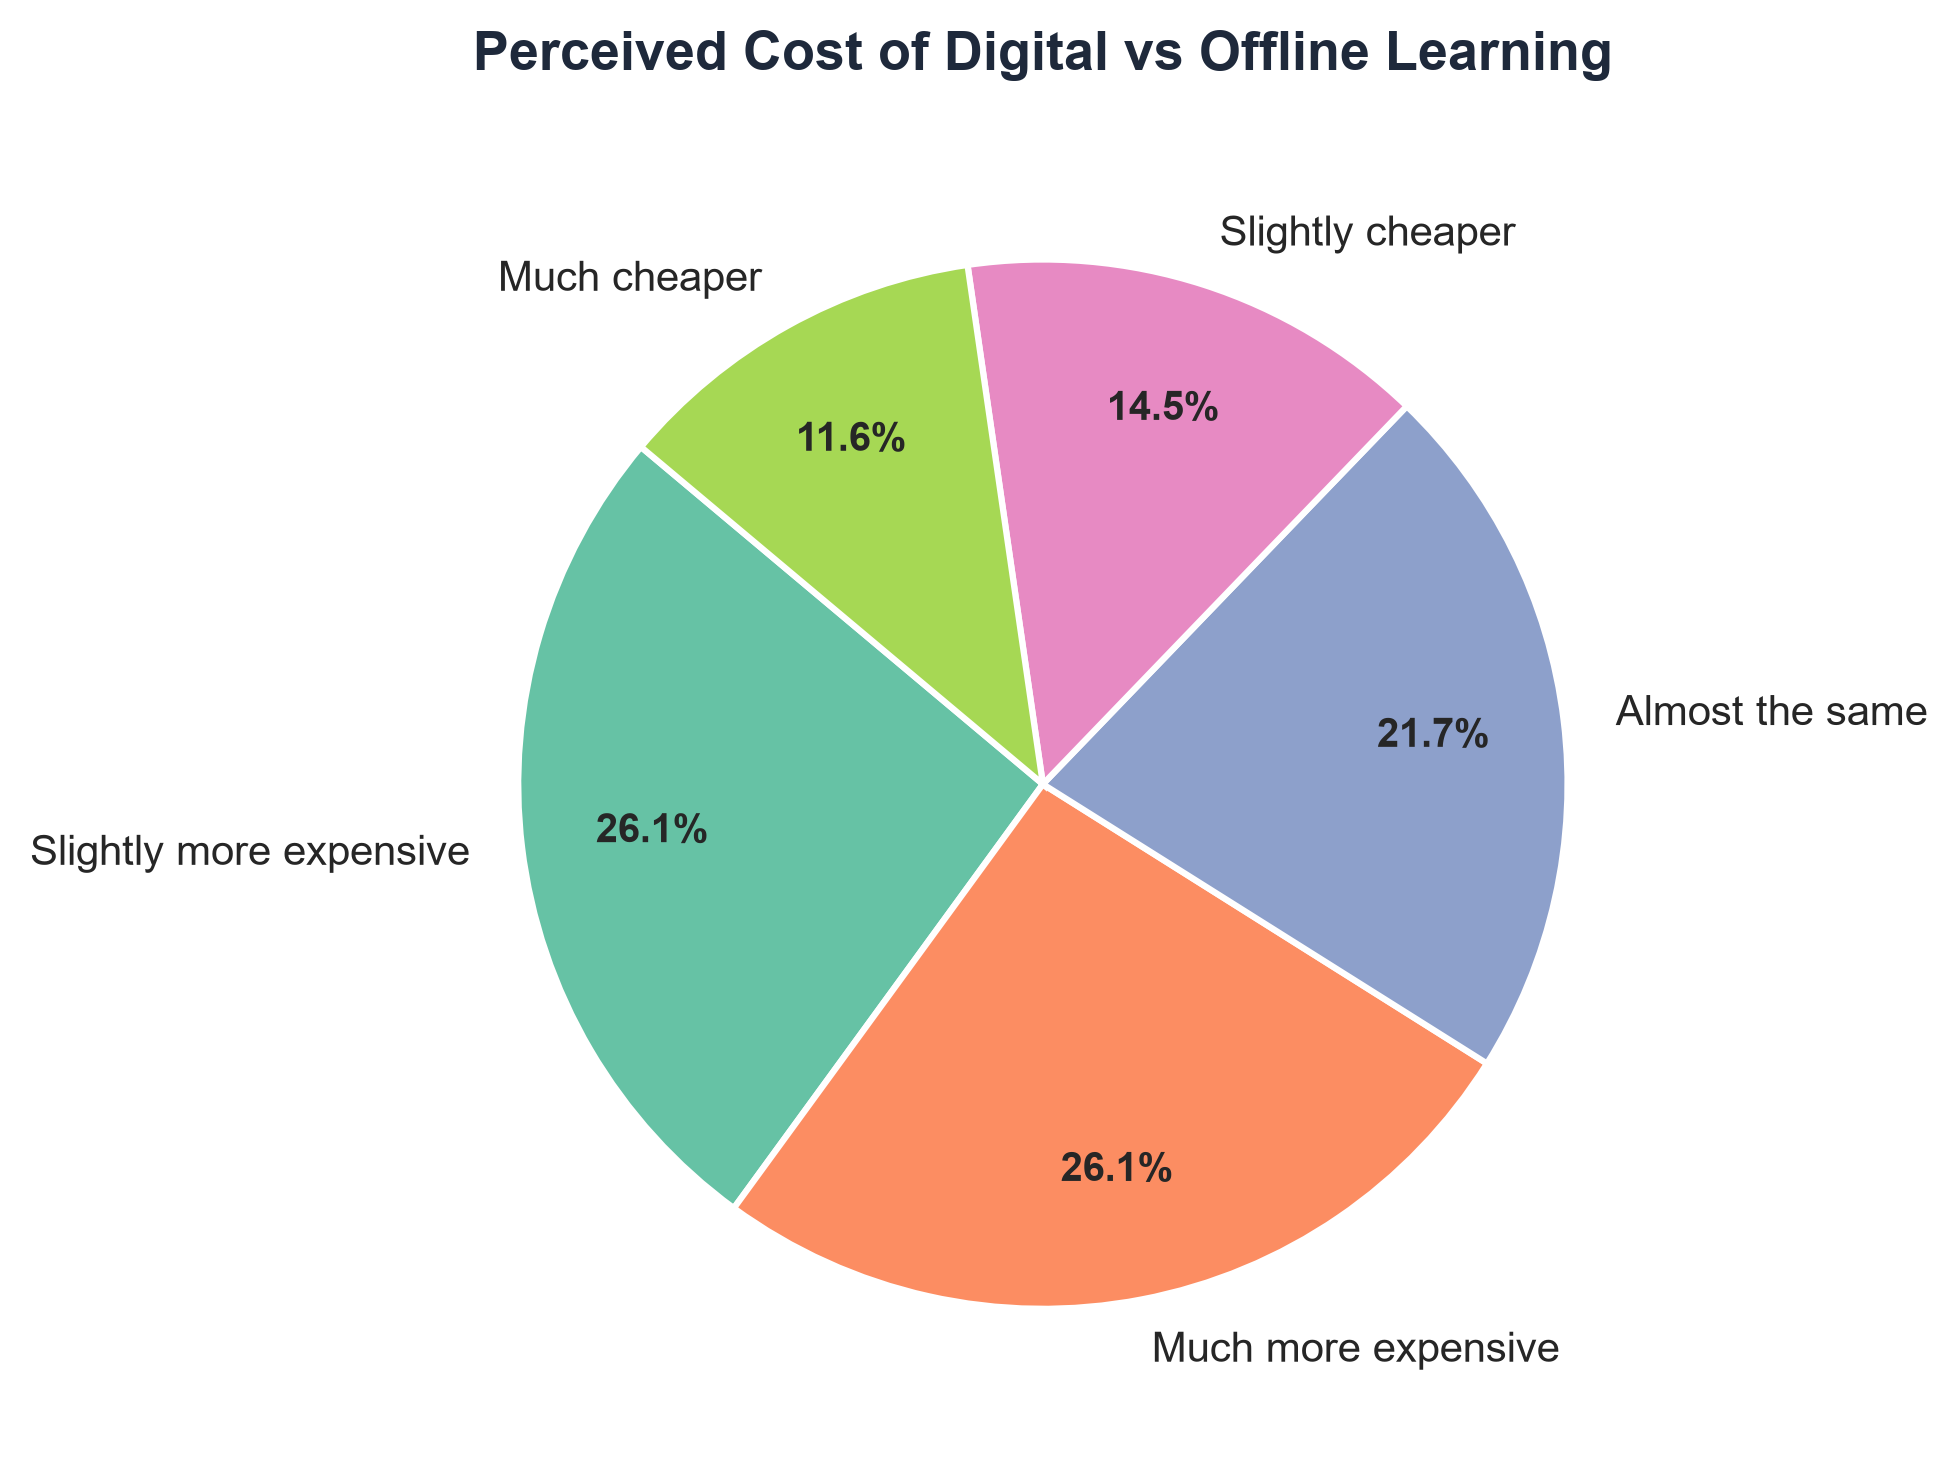 Perceived Cost of Digital vs Offline Learning
Slightly cheaper
Much cheaper
14.5%
11.6%
Almost the same
21.7%
26.1%
Slightly more expensive
26.1%
Much more expensive